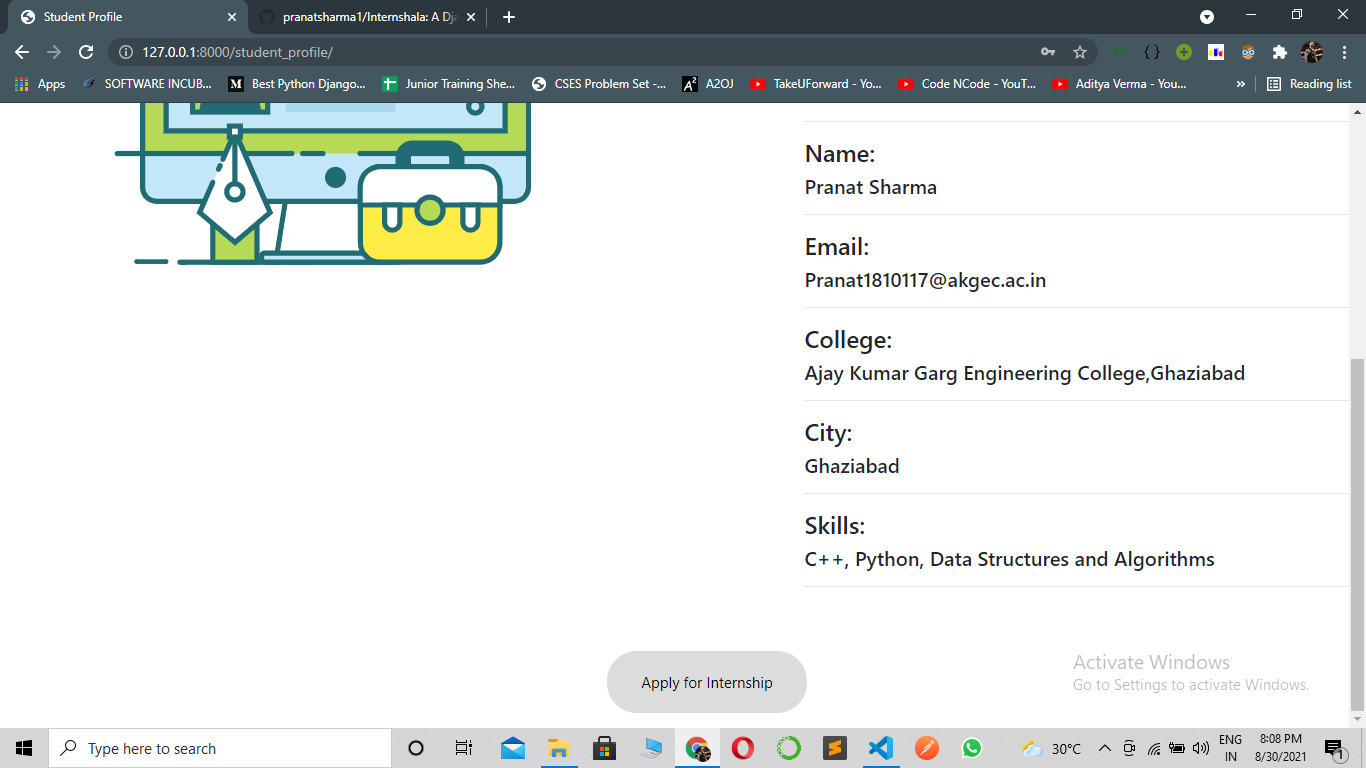 Student Profile
pranatsharma1/Internshala: A Dja
127.0.0.1:8000/student_profile/
Apps
SOFTWARE INCUB...
M Best Python Django...
Junior Training She...
CSES Problem Set -...
A2 A2OJ
TakeUForward - Yo...
Code NCode - YouT...
Aditya Verma - You...
»
Reading list
Name:
Pranat Sharma
Email:
Pranat1810117@akgec.ac.in
College:
Ajay Kumar Garg Engineering College,Ghaziabad
City:
Ghaziabad
Skills:
C++, Python, Data Structures and Algorithms
Apply for Internship
Activate Windows
Go to Settings to activate Windows.
Type here to search
30°C
ENG
IN
8:08 PM
8/30/2021
1